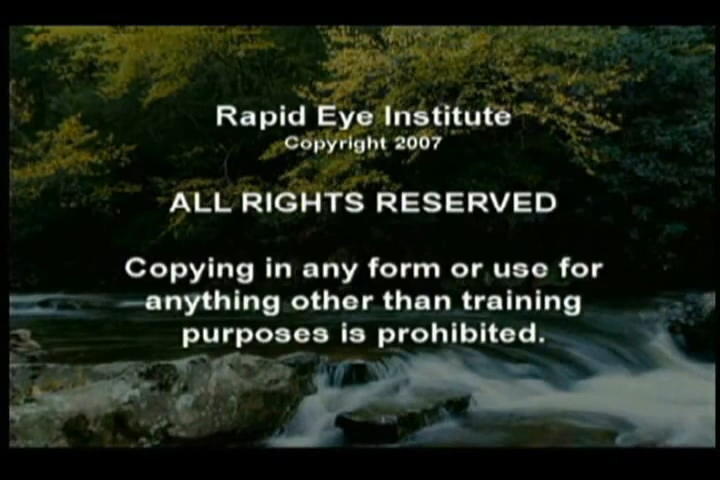 Rapid Eye Institute
Copyright 2007
ALL RIGHTS RESERVED
Copying in any form or use for
anything other than training
purposes is prohibited.